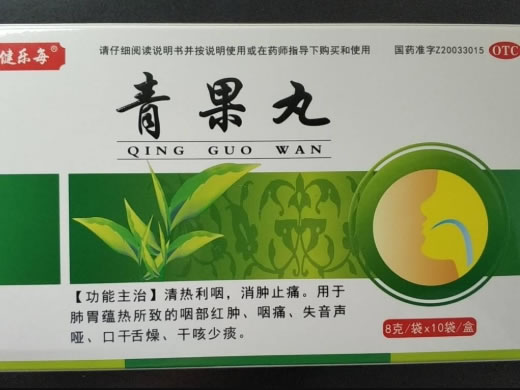 健乐每®
请仔细阅读说明书并按说明使用或在药师指导下购买和使用
国药准字Z20033015
OTC
青果丸
QING GUO WAN
【功能主治】清热利咽，消肿止痛。用于
肺胃蕴热所致的咽部红肿、咽痛、失音声
哑、口干舌燥、干咳少痰。
8克/袋x10袋/盒